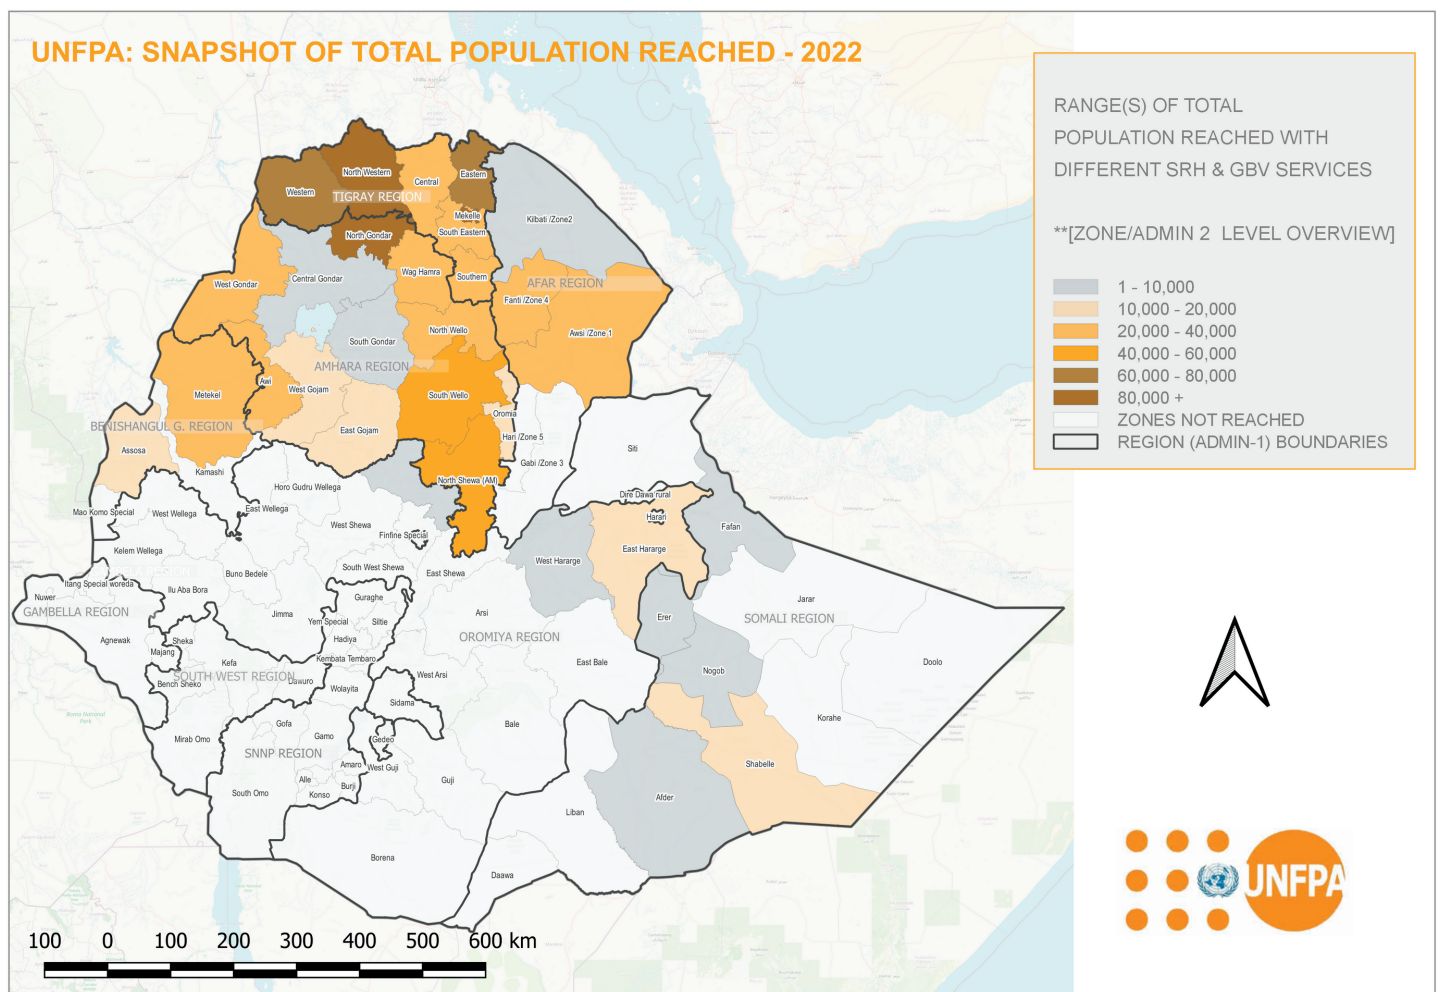 UNFPA: SNAPSHOT OF TOTAL POPULATION REACHED - 2022
RANGE(S) OF TOTAL
POPULATION REACHED WITH
DIFFERENT SRH & GBV SERVICES
**[ZONE/ADMIN 2 LEVEL OVERVIEW]
1 - 10,000
10,000 - 20,000
20,000 - 40,000
40,000 - 60,000
60,000 - 80,000
80,000 +
ZONES NOT REACHED
REGION (ADMIN-1) BOUNDARIES
North Western
Western
Central
Eastern
TIGRAY REGION
Mekelle
Kilbati /Zone2
South Eastern
North Gondar
Wag Hamra
Southern
Central Gondar
West Gondar
AFAR REGION
Fanti /Zone 4
Awsi /Zone 1
North Wello
South Gondar
AMHARA REGION
Awi
West Gojam
Metekel
South Wello
Oromia
BENISHANGUL G. REGION
East Gojam
Hari /Zone 5
Assosa
Siti
Gabi /Zone 3
Kamashi
North Shewa (AM)
Horo Gudru Wellega
Dire Dawa rural
Mao Komo Special
West Wellega
East Wellega
Harari
West Shewa
Fafan
Finfine Special
Kelem Wellega
East Hararge
West Hararge
South West Shewa
East Shewa
Buno Bedele
Itang Special woreda
Ilu Aba Bora
Nuwer
Guraghe
Jarar
GAMBELLA REGION
Jimma
Arsi
Erer
SOMALI REGION
Yem Special
Siltie
Agnewak
Sheka
Hadiya
OROMIYA REGION
Majang
Kembata Tembaro
Kefa
East Bale
Doolo
Nogob
SOUTH WEST REGION
West Arsi
Bench Sheko
Dawuro
Wolayita
Sidama
Korahe
Gofa
Bale
Mirab Omo
Gamo
Gedeo
SNNP REGION
Amaro
West Guji
Shabelle
Alle
Guji
Burji
South Omo
Konso
Afder
Liban
Borena
Daawa
100 0 100 200 300 400 500 600 km
UNFPA